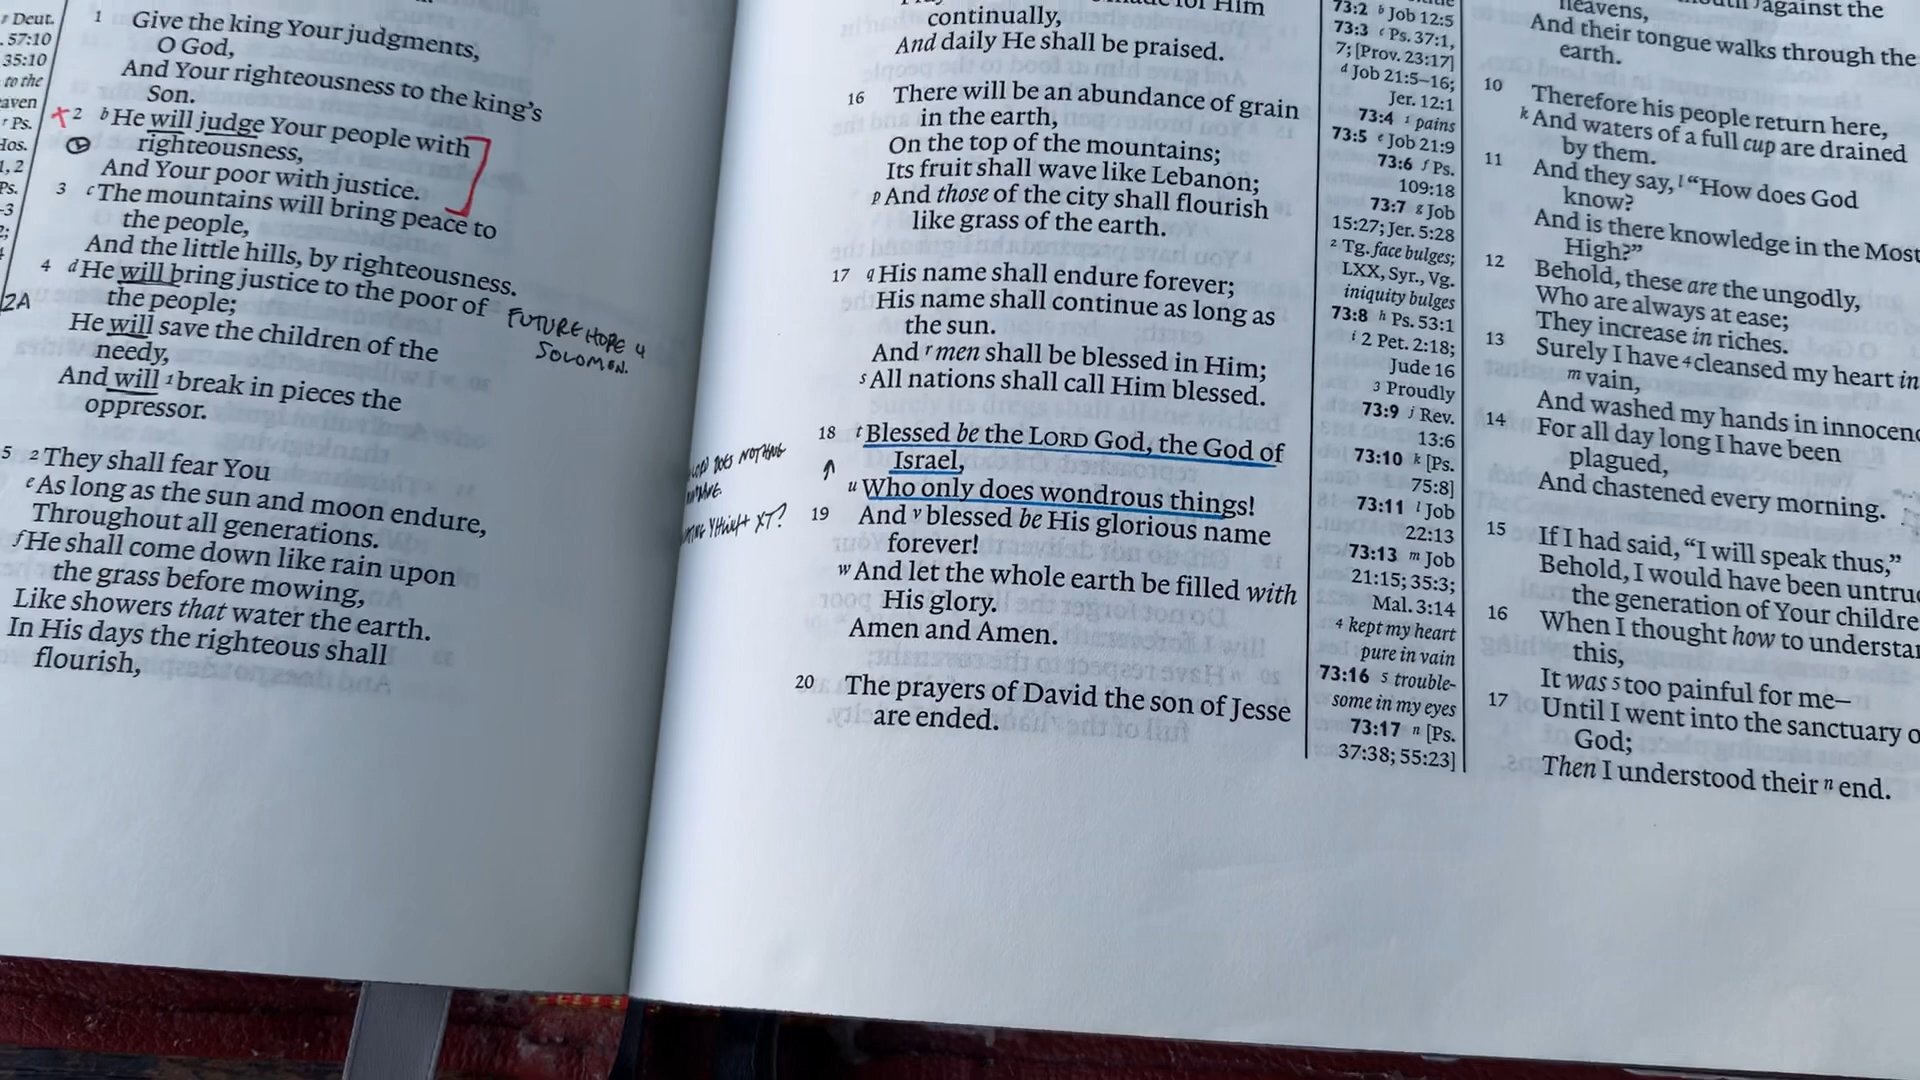 Deut.
57:10
35:10
to the
aven
r Ps.
Hos.
1, 2
Ps.
-3
2;
2A
1 Give the king Your judgments,
O God,
And Your righteousness to the king's
Son.
2 b He will judge Your people with
righteousness,
And Your poor with justice.
3 c The mountains will bring peace to
the people,
And the little hills, by righteousness.
4 d He will bring justice to the poor of
the people;
He will save the children of the
needy,
And will 1 break in pieces the
oppressor.
FUTURE HOPE 4
SOLOMON.
5 2 They shall fear You
e As long as the sun and moon endure,
Throughout all generations.
f He shall come down like rain upon
the grass before mowing,
Like showers that water the earth.
In His days the righteous shall
flourish,
continually,
And daily He shall be praised.
16 There will be an abundance of grain
in the earth,
On the top of the mountains;
Its fruit shall wave like Lebanon;
p And those of the city shall flourish
like grass of the earth.
17 q His name shall endure forever;
His name shall continue as long as
the sun.
And r men shall be blessed in Him;
s All nations shall call Him blessed.
DOES NOTHING
18 t Blessed be the LORD God, the God of
Israel,
u Who only does wondrous things!
19 And v blessed be His glorious name
forever!
w And let the whole earth be filled with
His glory.
Amen and Amen.
20 The prayers of David the son of Jesse
are ended.
73:2 b Job 12:5
73:3 c Ps. 37:1,
7; [Prov. 23:17]
d Job 21:5–16;
Jer. 12:1
73:4 1 pains
73:5 e Job 21:9
73:6 f Ps.
109:18
73:7 g Job
15:27; Jer. 5:28
2 Tg. face bulges;
LXX, Syr., Vg.
iniquity bulges
73:8 h Ps. 53:1
i 2 Pet. 2:18;
Jude 16
3 Proudly
73:9 j Rev.
13:6
73:10 k [Ps.
75:8]
73:11 l Job
22:13
73:13 m Job
21:15; 35:3;
Mal. 3:14
4 kept my heart
pure in vain
73:16 5 trouble-
some in my eyes
73:17 n [Ps.
37:38; 55:23]
against the
heavens,
And their tongue walks through the
earth.
10 Therefore his people return here,
k And waters of a full cup are drained
by them.
11 And they say, l "How does God
know?
And is there knowledge in the Most
High?"
12 Behold, these are the ungodly,
Who are always at ease;
They increase in riches.
13 Surely I have 4 cleansed my heart in
m vain,
And washed my hands in innocenc
14 For all day long I have been
plagued,
And chastened every morning.
15 If I had said, "I will speak thus,"
Behold, I would have been untru
the generation of Your childre
16 When I thought how to understa
this,
It was 5 too painful for me—
17 Until I went into the sanctuary o
God;
Then I understood their n end.